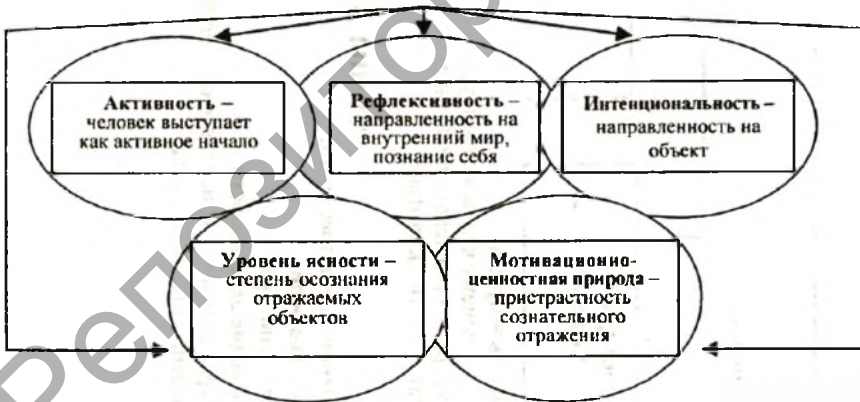 Активность –
человек выступает
как активное начало
Рефлексивность –
направленность на
внутренний мир,
познание себя
Интенциональность –
направленность на
объект
Уровень ясности –
степень осознания
отражаемых
объектов
Мотивационно-
ценностная природа –
пристрастность
сознательного
отражения
Репозитор